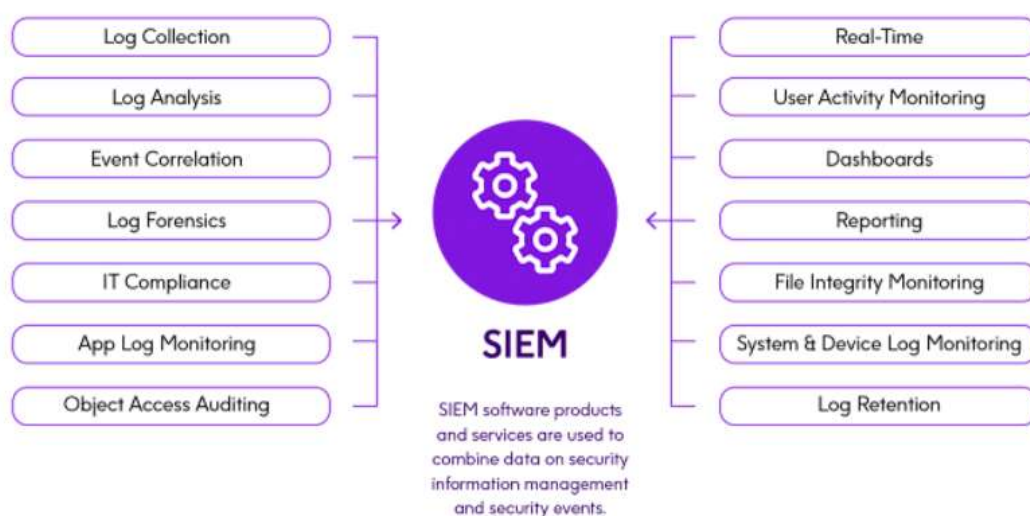 Log Collection
Log Analysis
Event Correlation
Log Forensics
IT Compliance
App Log Monitoring
Object Access Auditing
SIEM
SIEM software products
and services are used to
combine data on security
information management
and security events.
Real-Time
User Activity Monitoring
Dashboards
Reporting
File Integrity Monitoring
System & Device Log Monitoring
Log Retention